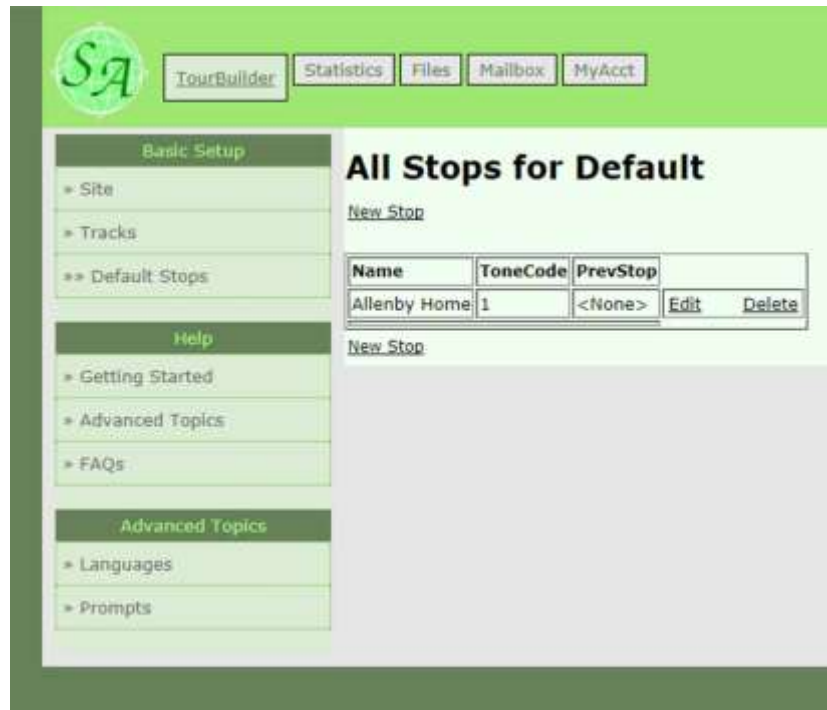 SA
TourBuilder Statistics Files Mailbox MyAcct
Basic Setup
» Site
» Tracks
»» Default Stops
Help
» Getting Started
» Advanced Topics
» FAQs
Advanced Topics
» Languages
» Prompts
All Stops for Default
New Stop
Name ToneCode PrevStop
Allenby Home 1 <None> Edit Delete
New Stop